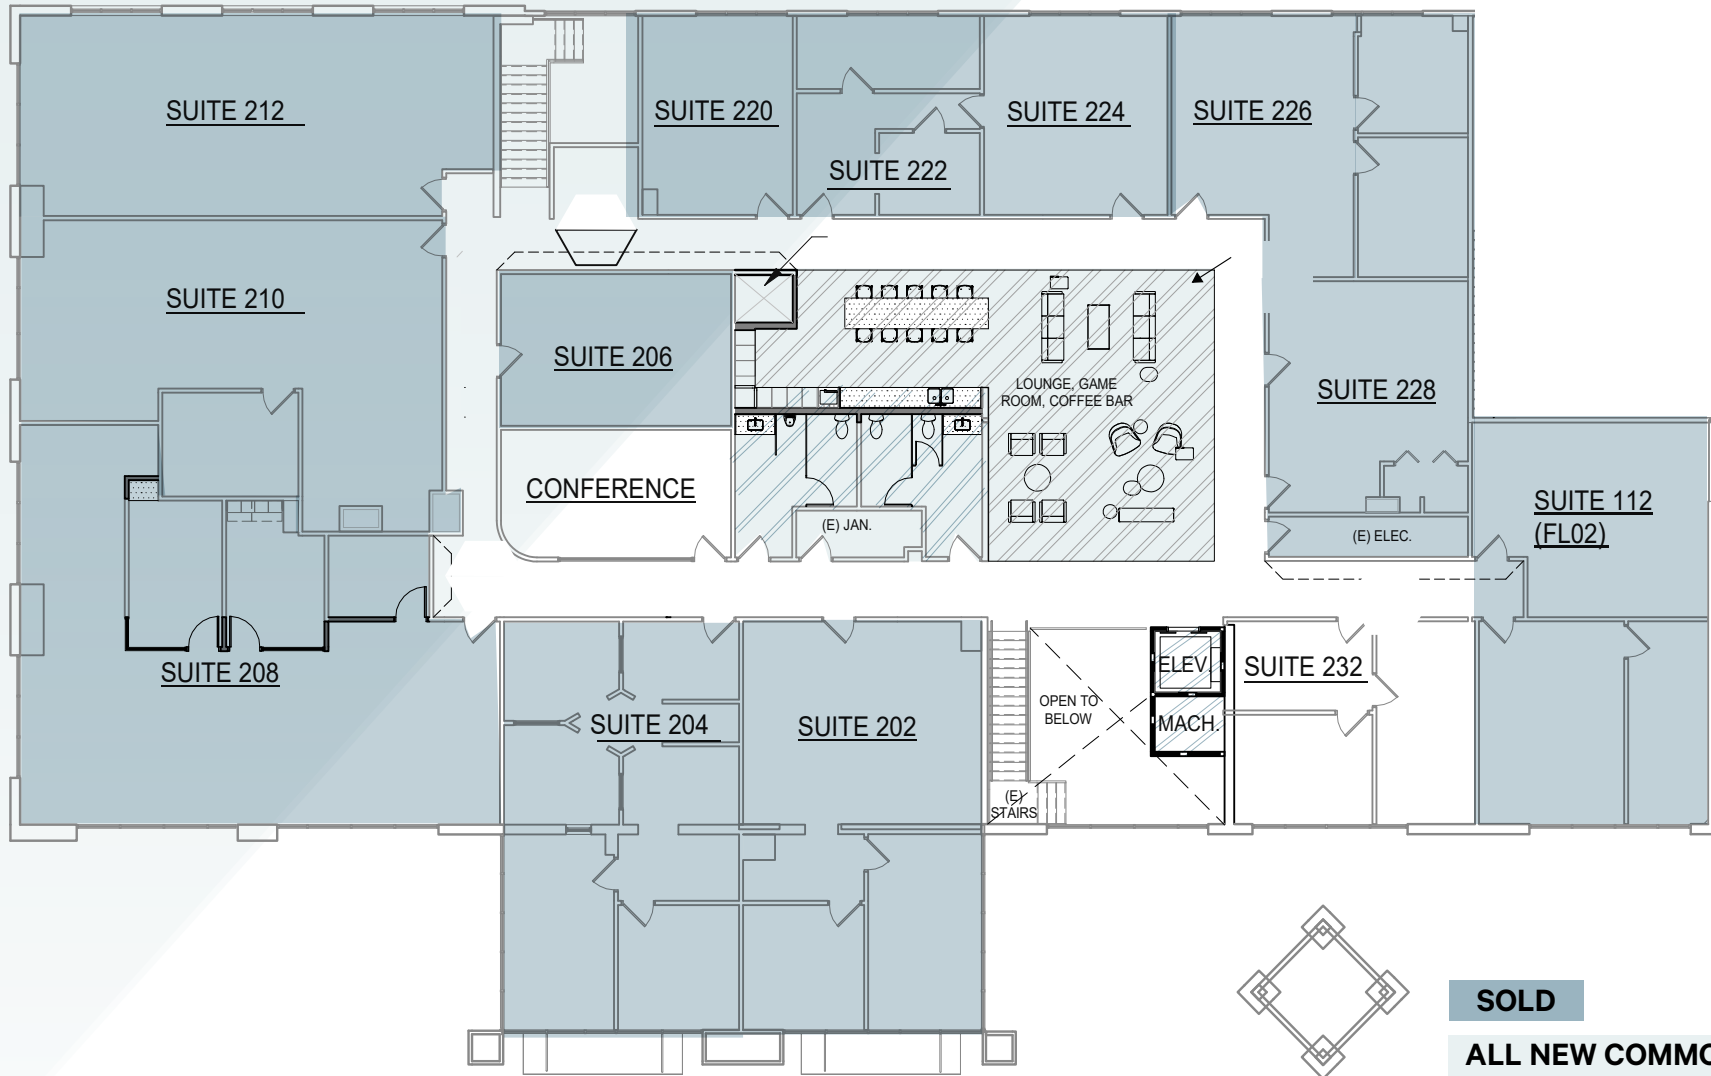 SUITE 212
SUITE 220
SUITE 222
SUITE 224
SUITE 226
SUITE 210
SUITE 206
LOUNGE, GAME
ROOM, COFFEE BAR
SUITE 228
CONFERENCE
(E) JAN.
(E) ELEC.
SUITE 112
(FL02)
SUITE 208
SUITE 204
SUITE 202
OPEN TO
BELOW
ELEV.
MACH.
SUITE 232
(E)
STAIRS
SOLD
ALL NEW COMMO